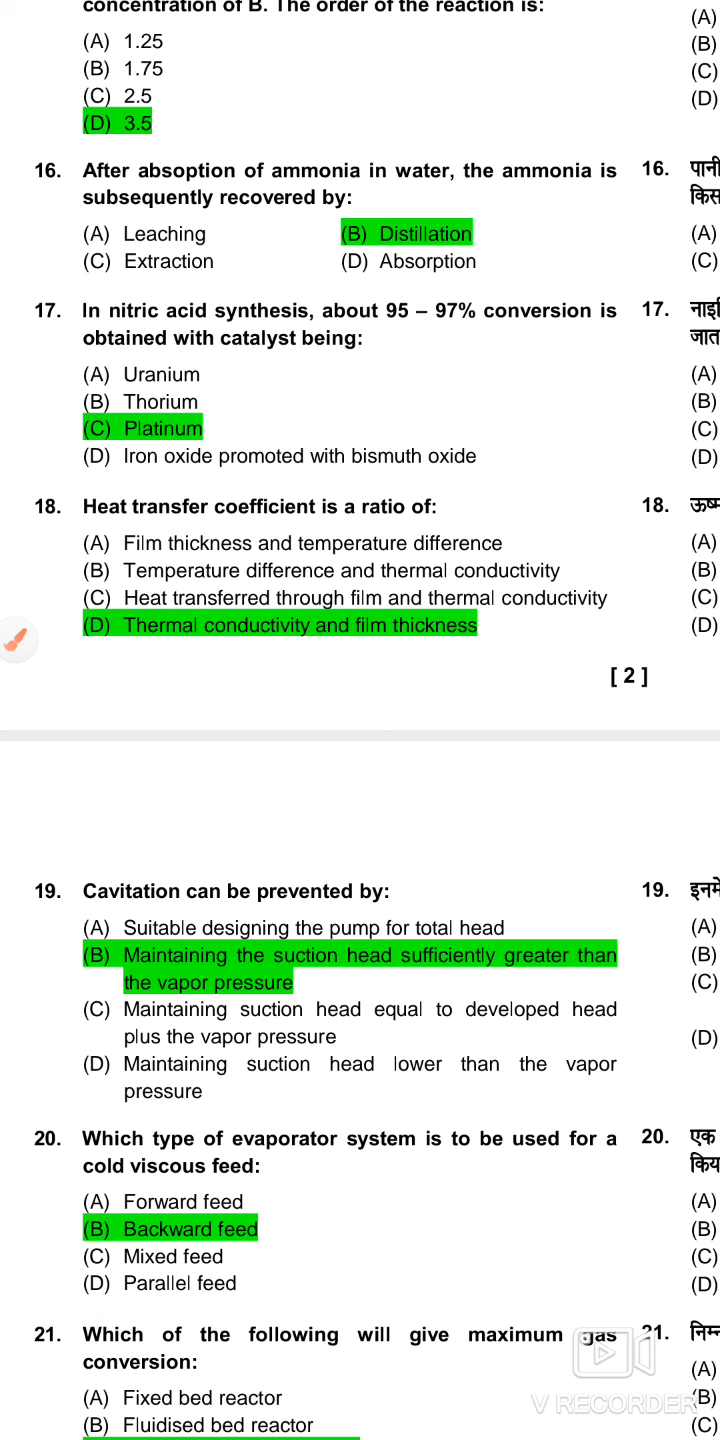 concentration of B. The order of the reaction is:
(A) 1.25
(B) 1.75
(C) 2.5
(D) 3.5
16. After absoption of ammonia in water, the ammonia is
subsequently recovered by:
(A) Leaching (B) Distillation
(C) Extraction (D) Absorption
17. In nitric acid synthesis, about 95 – 97% conversion is
obtained with catalyst being:
(A) Uranium
(B) Thorium
(C) Platinum
(D) Iron oxide promoted with bismuth oxide
18. Heat transfer coefficient is a ratio of:
(A) Film thickness and temperature difference
(B) Temperature difference and thermal conductivity
(C) Heat transferred through film and thermal conductivity
(D) Thermal conductivity and film thickness
[ 2 ]
19. Cavitation can be prevented by:
(A) Suitable designing the pump for total head
(B) Maintaining the suction head sufficiently greater than
the vapor pressure
(C) Maintaining suction head equal to developed head
plus the vapor pressure
(D) Maintaining suction head lower than the vapor
pressure
20. Which type of evaporator system is to be used for a
cold viscous feed:
(A) Forward feed
(B) Backward feed
(C) Mixed feed
(D) Parallel feed
21. Which of the following will give maximum gas
conversion:
(A) Fixed bed reactor
(B) Fluidised bed reactor
(A)
(B)
(C)
(D)
16. पानी
(A)
(C)
17.
(A)
(B)
(C)
(D)
18.
(A)
(B)
(C)
(D)
19.
(A)
(B)
(C)
(D)
20. एक
(A)
(B)
(C)
(D)
21.
(A)
(B)
(C)
V RECORDER